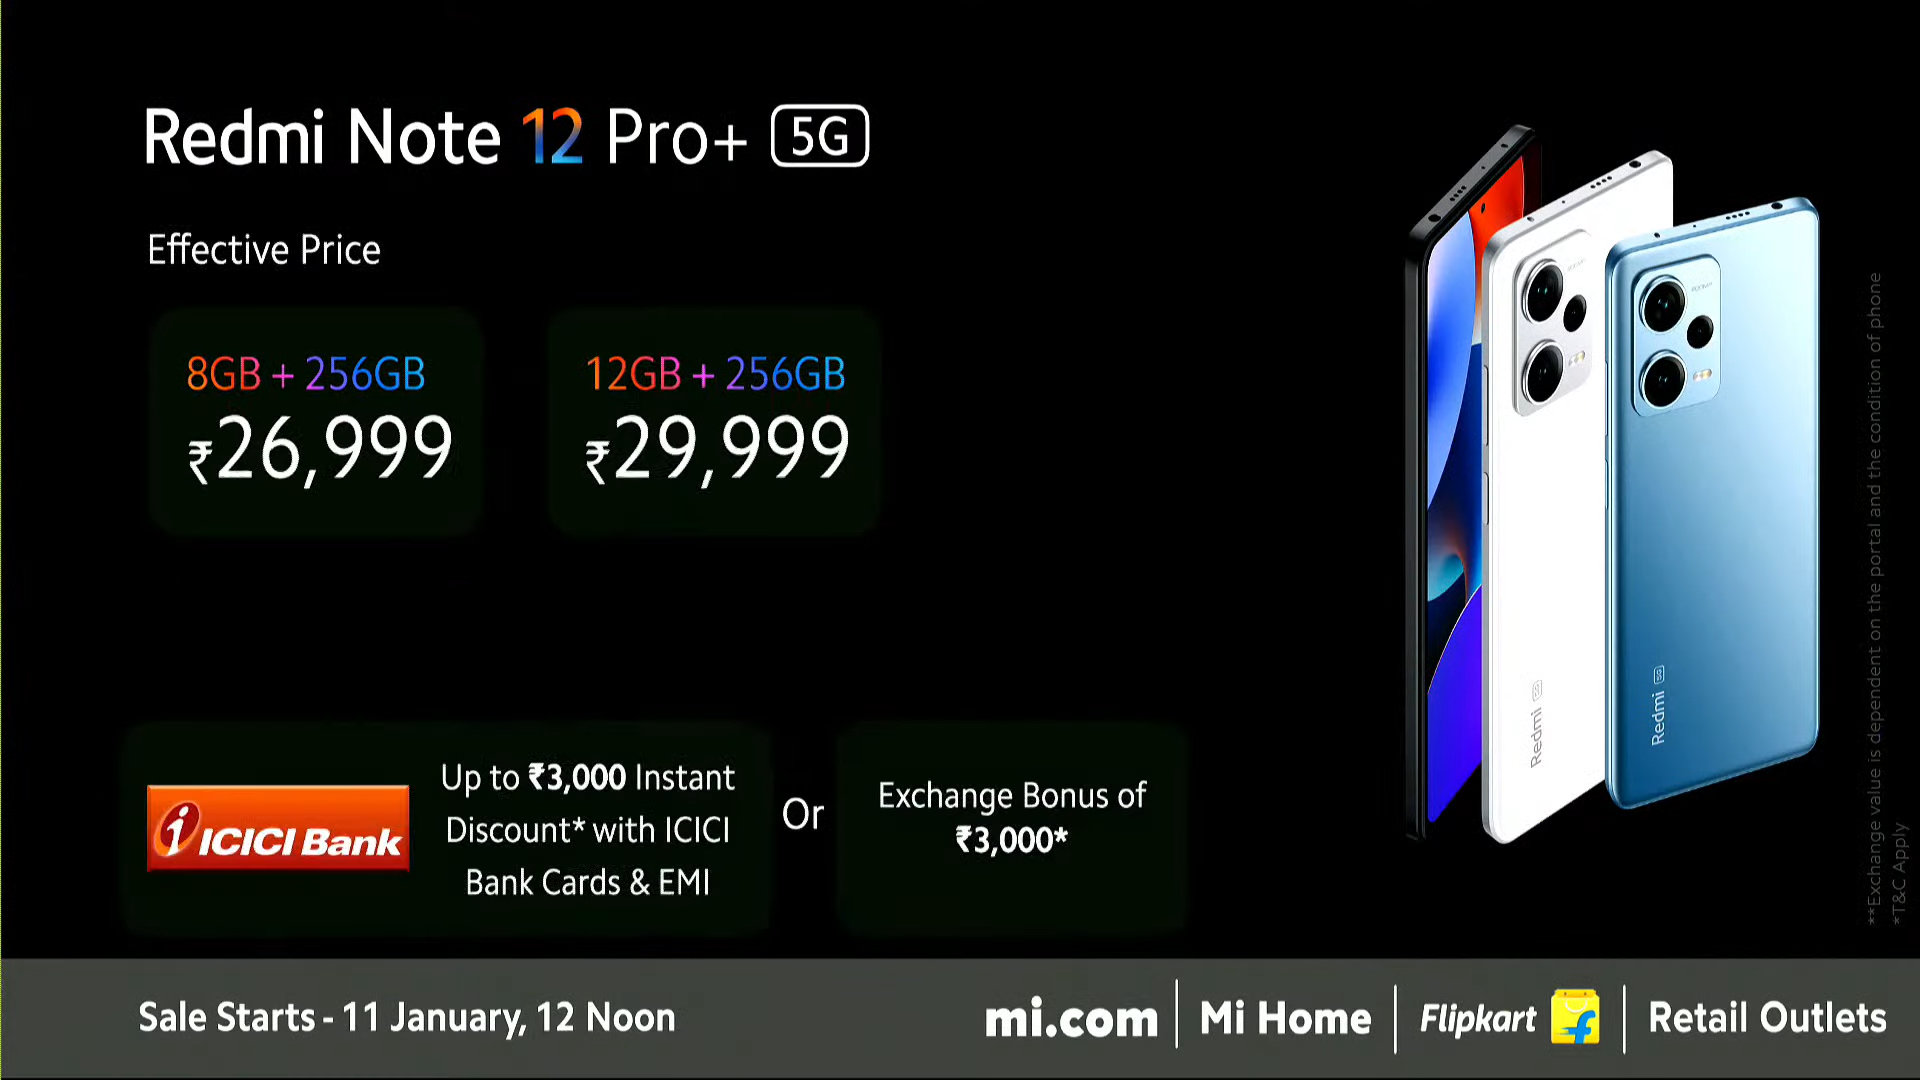 Redmi Note 12 Pro+ 5G
Effective Price
8GB + 256GB
₹26,999
12GB + 256GB
₹29,999
ICICI Bank
Up to ₹3,000 Instant
Discount* with ICICI
Bank Cards & EMI
Or
Exchange Bonus of
₹3,000*
Redmi 5G
Redmi 5G
**Exchange value is dependent on the portal and the condition of phone
*T&C Apply
Sale Starts - 11 January, 12 Noon
mi.com | Mi Home | Flipkart | Retail Outlets